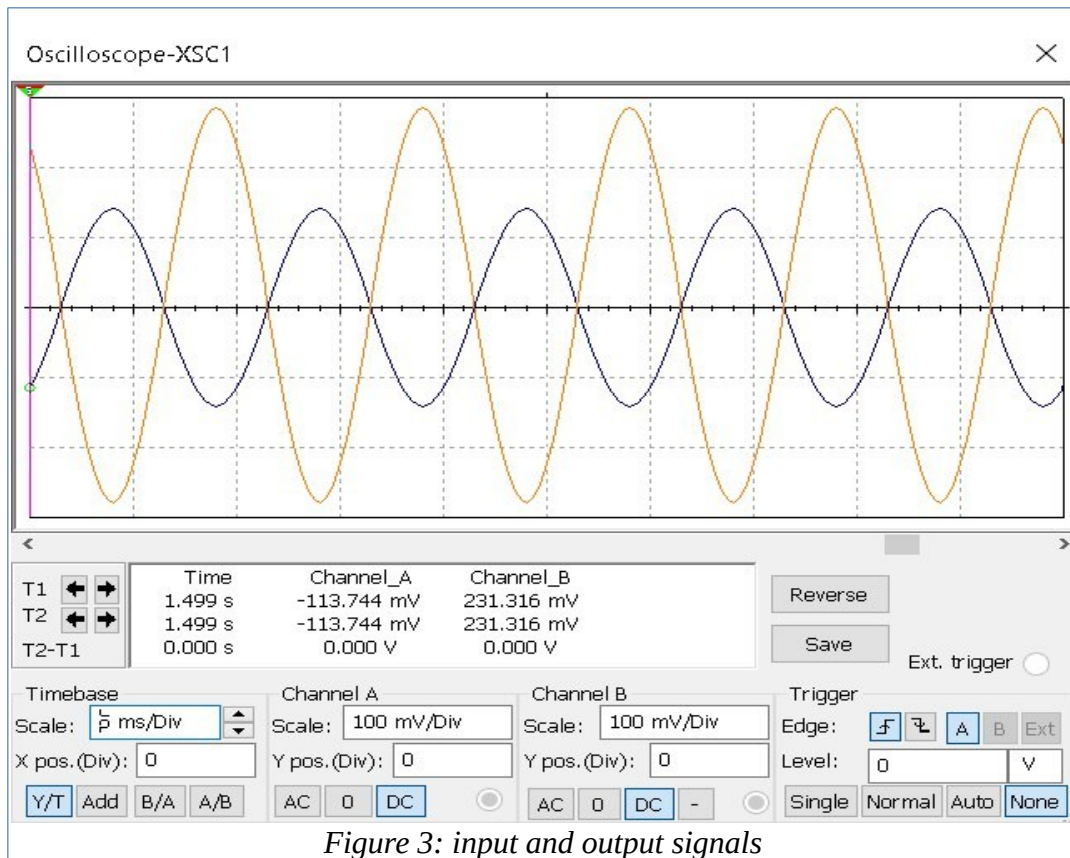 Oscilloscope-XSC1
Time Channel_A Channel_B
T1 1.499 s -113.744 mV 231.316 mV
T2 1.499 s -113.744 mV 231.316 mV
T2-T1 0.000 s 0.000 V 0.000 V
Reverse
Save
Ext. trigger
Timebase Channel A Channel B Trigger
Scale: ms/Div Scale: 100 mV/Div Scale: 100 mV/Div Edge: A B Ext
X pos.(Div): 0 Y pos.(Div): 0 Y pos.(Div): 0 Level: 0 V
Y/T Add B/A A/B AC 0 DC AC 0 DC - Single Normal Auto None
Figure 3: input and output signals